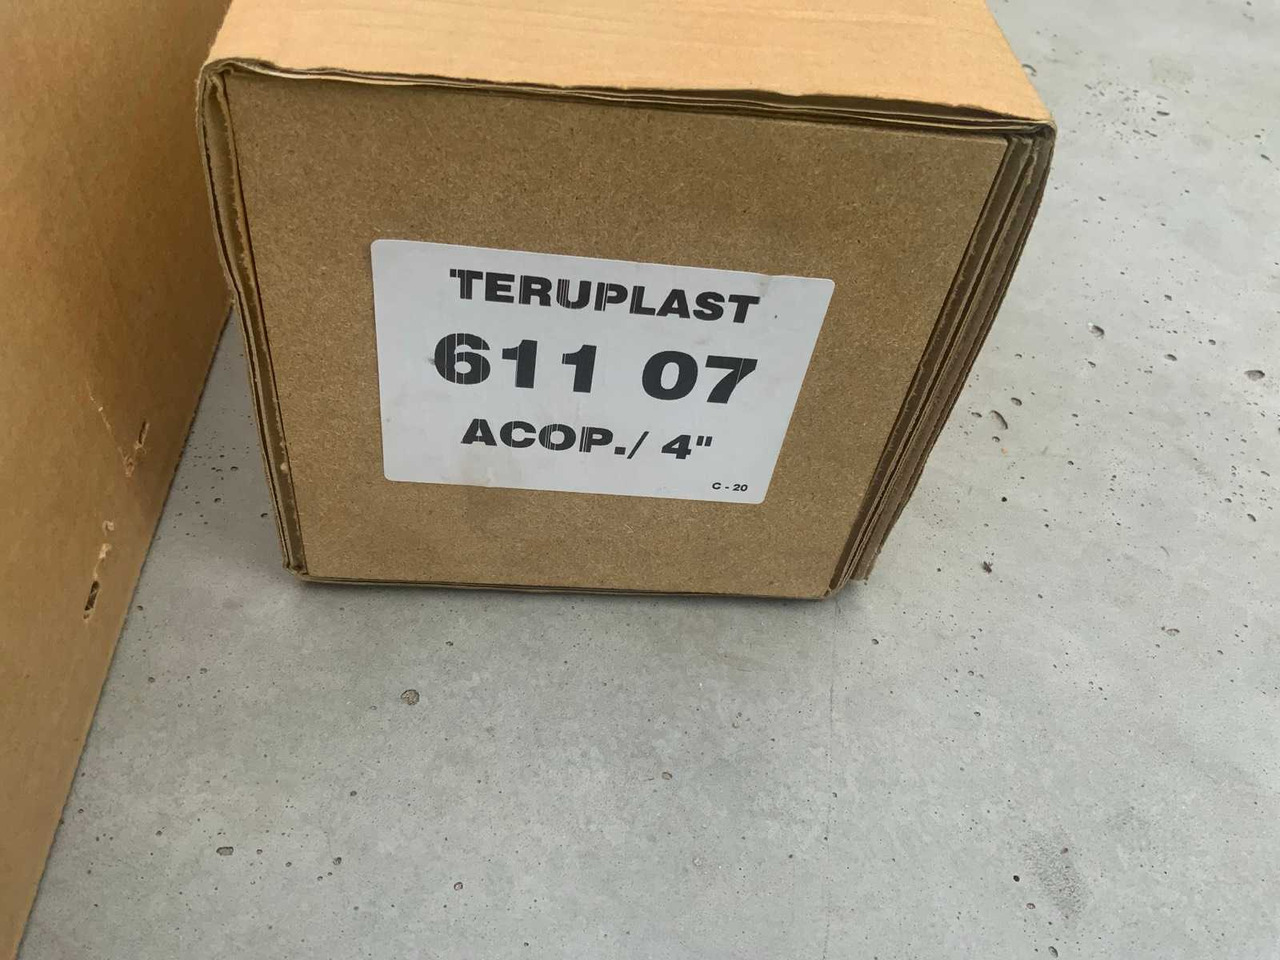 TERUPLAST
611 07
ACOP./ 4"
C - 20